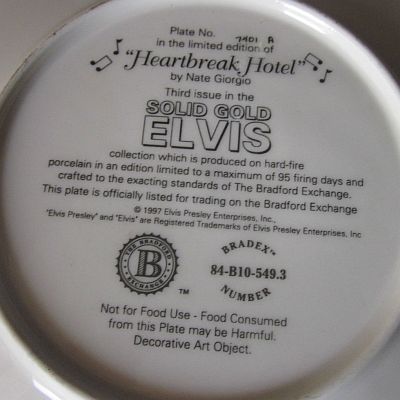 Plate No. 7401 A
in the limited edition of
"Heartbreak Hotel"
by Nate Giorgio
Third issue in the
SOLID GOLD
ELVIS
collection which is produced on hard-fire
porcelain in an edition limited to a maximum of 95 firing days and
crafted to the exacting standards of The Bradford Exchange.
This plate is officially listed for trading on the Bradford Exchange
© 1997 Elvis Presley Enterprises, Inc.,
"Elvis Presley" and "Elvis" are Registered Trademarks of Elvis Presley Enterprises, Inc
THE BRADFORD
B
EXCHANGE
TM
BRADEX™
84-B10-549.3
NUMBER
Not for Food Use - Food Consumed
from this Plate may be Harmful.
Decorative Art Object.